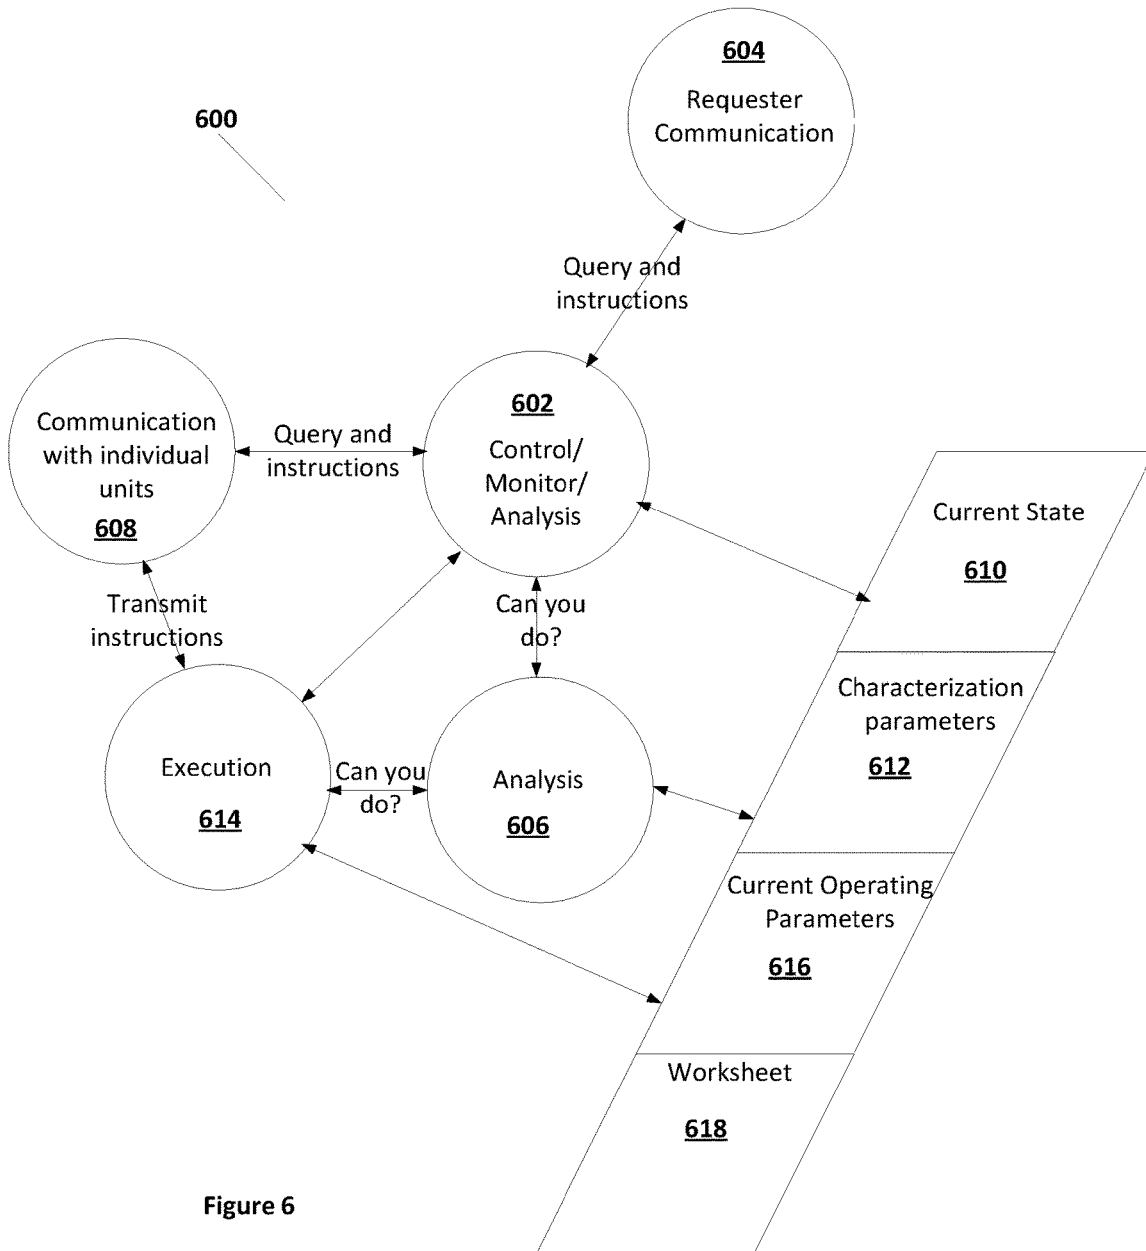 604
Requester
Communication
600
Query and
instructions
602
Control/
Monitor/
Analysis
Communication
with individual
units
608
Query and
instructions
Current State
610
Transmit
instructions
Can you
do?
Characterization
parameters
612
Execution
614
Can you
do?
Analysis
606
Current Operating
Parameters
616
Worksheet
618
Figure 6